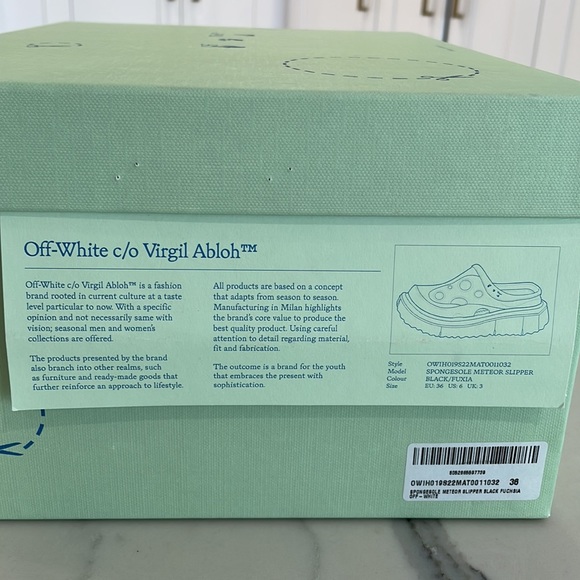 Off-White c/o Virgil Abloh™
Off-White c/o Virgil Abloh™ is a fashion
brand rooted in current culture at a taste
level particular to now. With a specific
opinion and not necessarily same with
vision; seasonal men and women's
collections are offered.
The products presented by the brand
also branch into other realms, such
as furniture and ready-made goods that
further reinforce an approach to lifestyle.
All products are based on a concept
that adapts from season to season.
Manufacturing in Milan highlights
the brand's core value to produce the
best quality product. Using careful
attention to detail regarding material,
fit and fabrication.
The outcome is a brand for the youth
that embraces the present with
sophistication.
Style OWIH019S22MAT0011032
Model SPONGESOLE METEOR SLIPPER
Colour BLACK/FUXIA
Size EU: 36 US: 6 UK: 3
OWIH019S22MAT0011032 36
SPONGESOLE METEOR SLIPPER BLACK FUCHSIA
OFF-WHITE